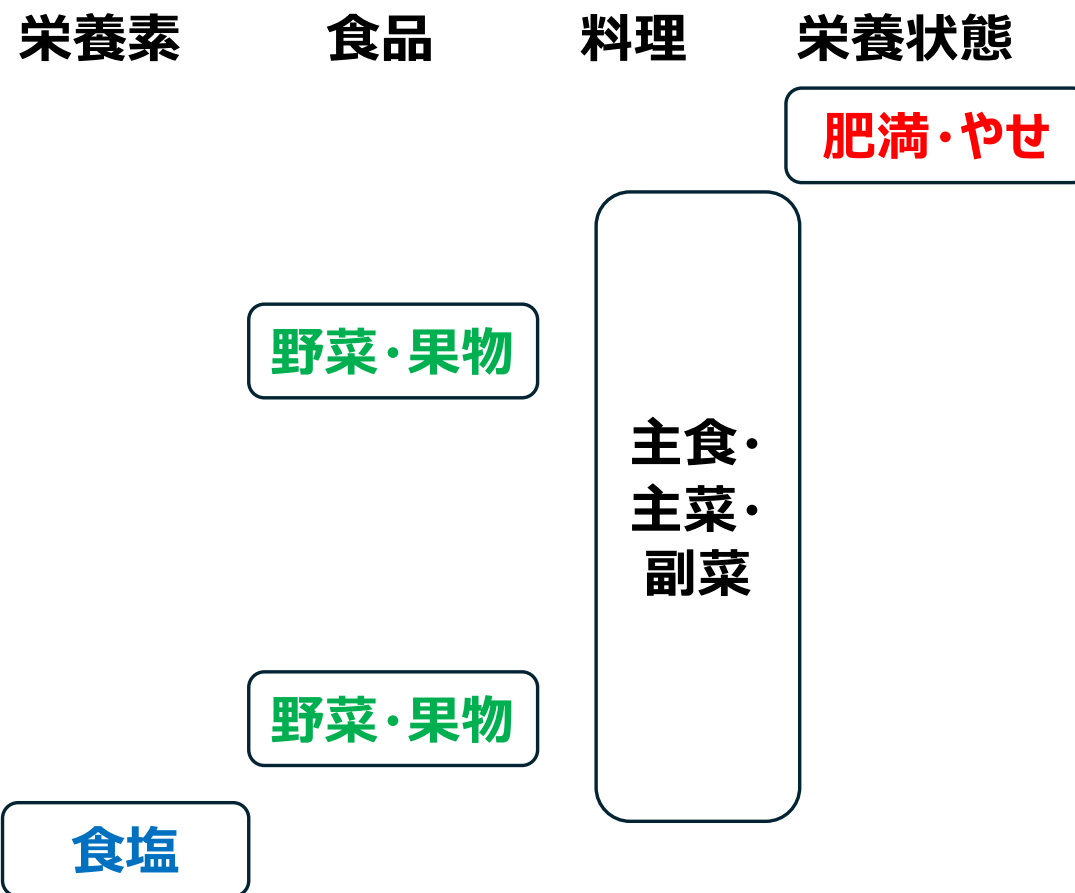 栄養素 食品 料理 栄養状態
肥満・やせ
野菜・果物
主食・
主菜・
副菜
野菜・果物
食塩